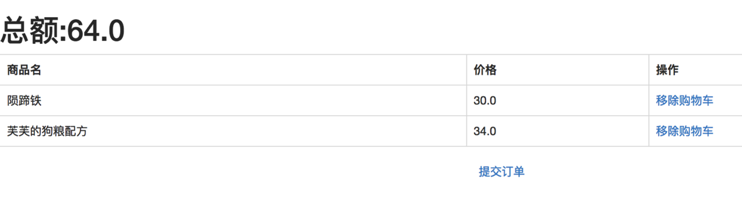 总额:64.0
商品名 价格 操作
陨蹄铁 30.0 移除购物车
芙芙的狗粮配方 34.0 移除购物车
提交订单